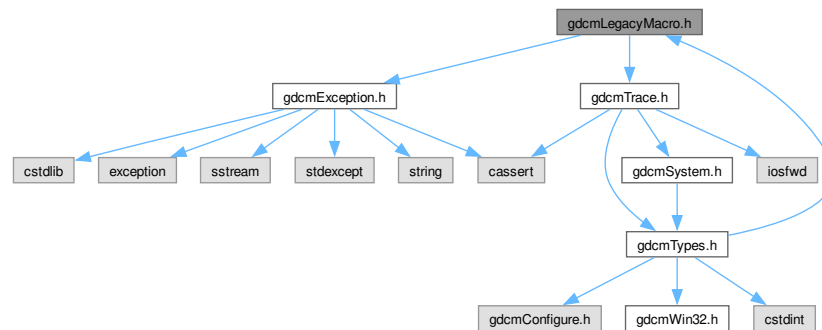 gdcmLegacyMacro.h
gdcmException.h
gdcmTrace.h
cstdlib
exception
sstream
stdexcept
string
cassert
gdcmSystem.h
iosfwd
gdcmTypes.h
gdcmConfigure.h
gdcmWin32.h
cstdint